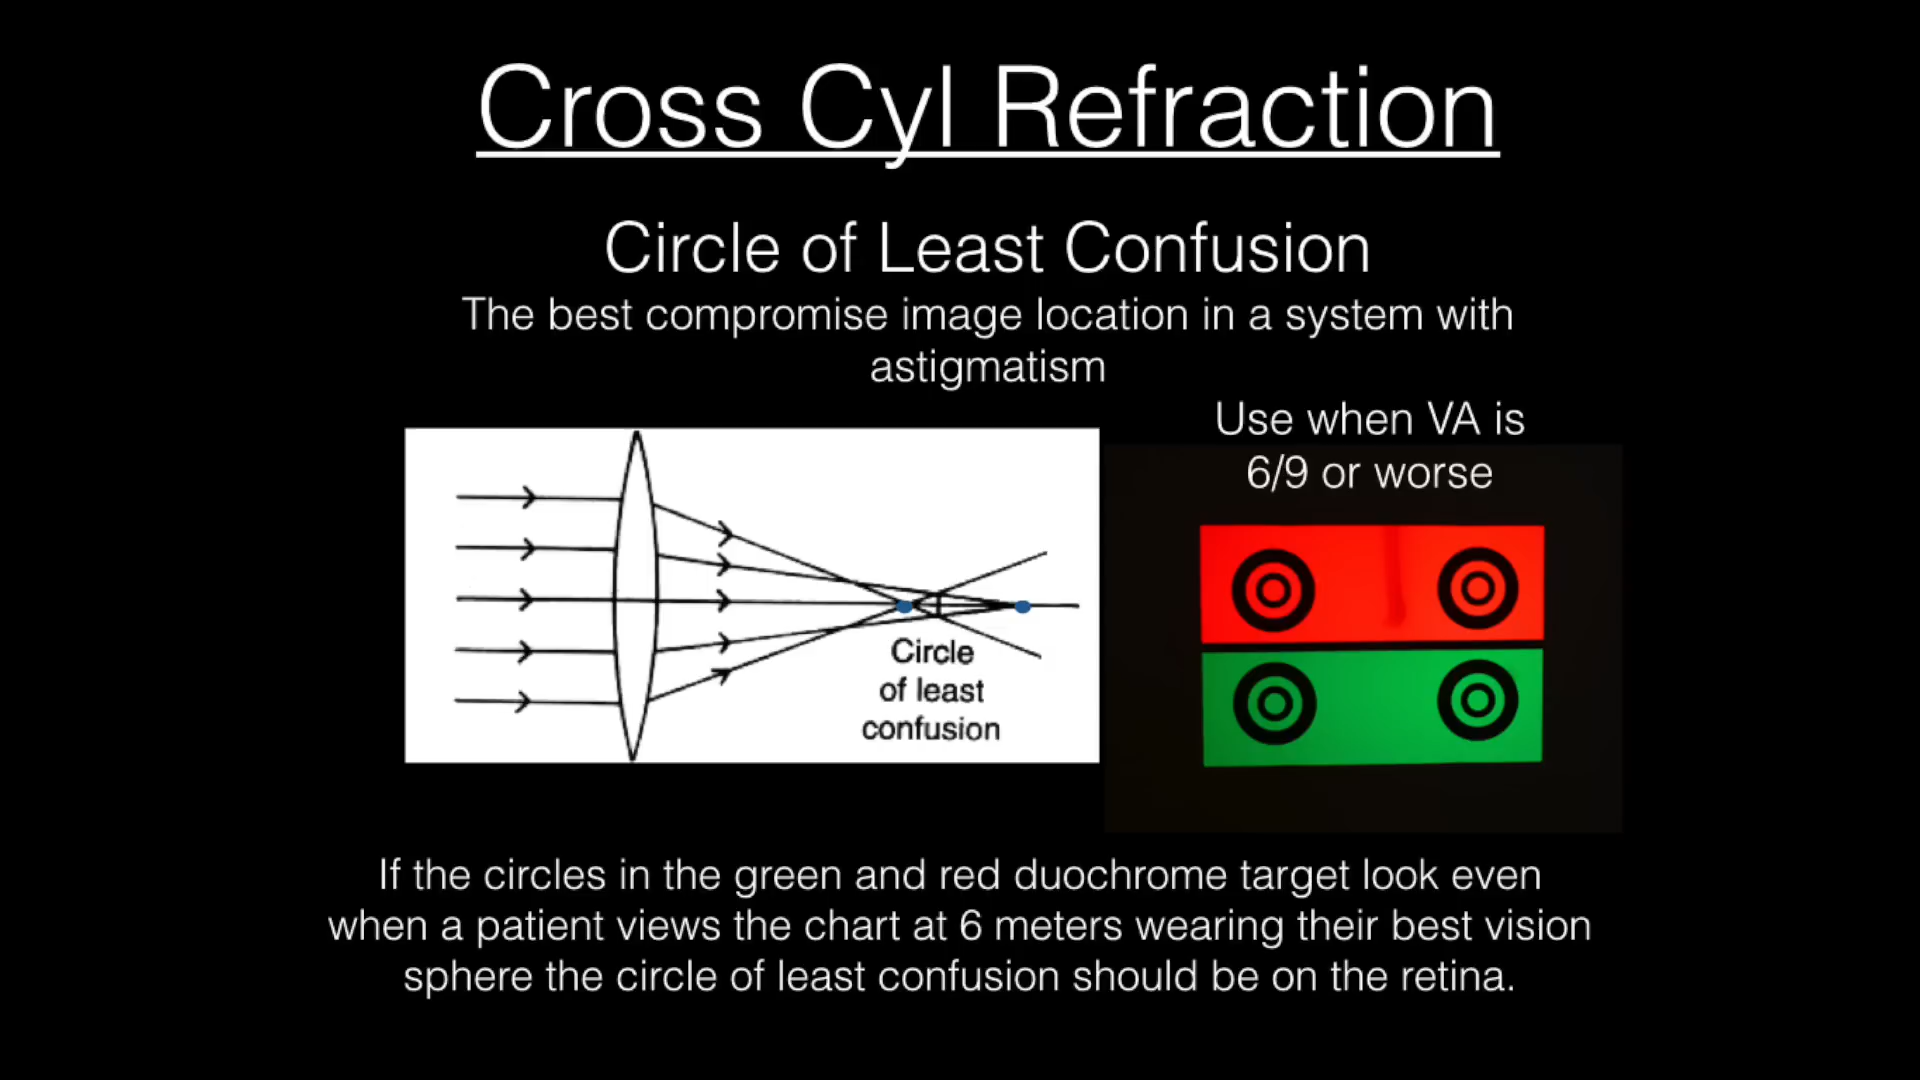 Cross Cyl Refraction
Circle of Least Confusion
The best compromise image location in a system with
astigmatism
Use when VA is
6/9 or worse
Circle
of least
confusion
If the circles in the green and red duochrome target look even
when a patient views the chart at 6 meters wearing their best vision
sphere the circle of least confusion should be on the retina.